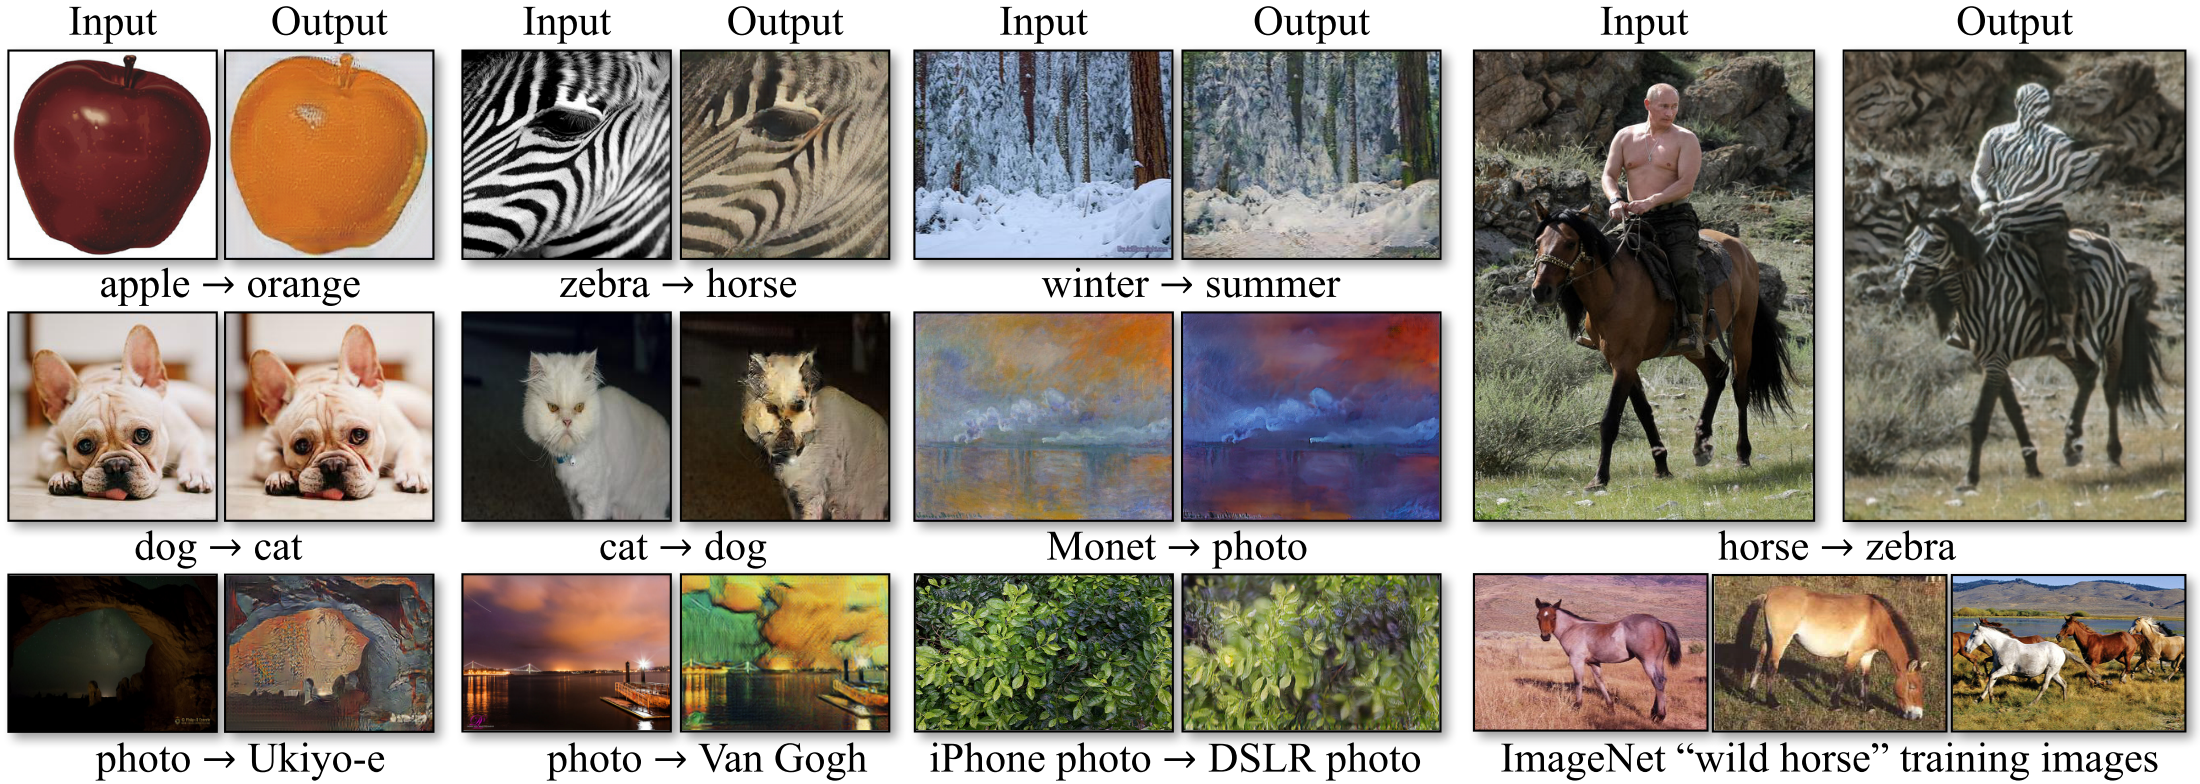 Input Output Input Output Input Output Input Output
apple → orange zebra → horse winter → summer
dog → cat cat → dog Monet → photo horse → zebra
photo → Ukiyo-e photo → Van Gogh iPhone photo → DSLR photo ImageNet “wild horse” training images